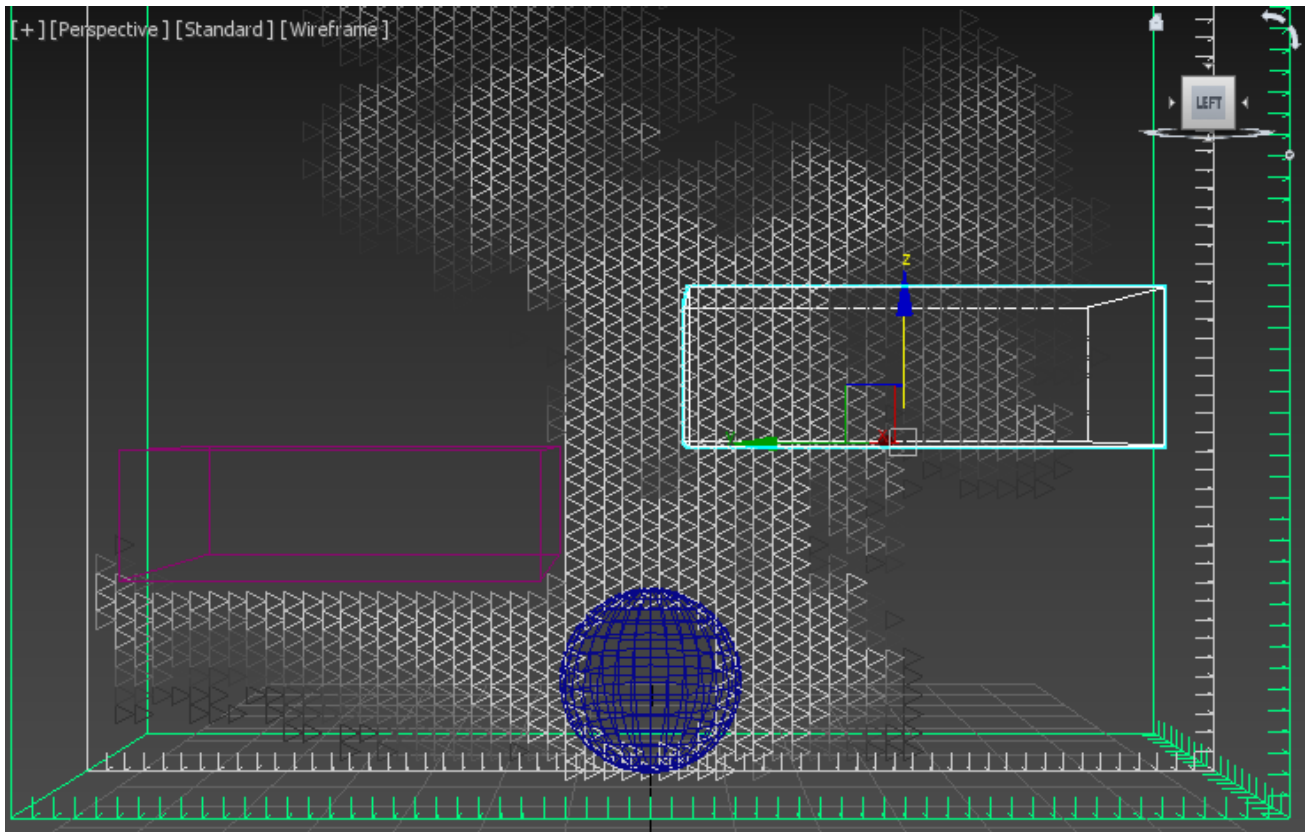 [+] [Perspective ] [Standard ] [Wireframe ]
LEFT
z
y